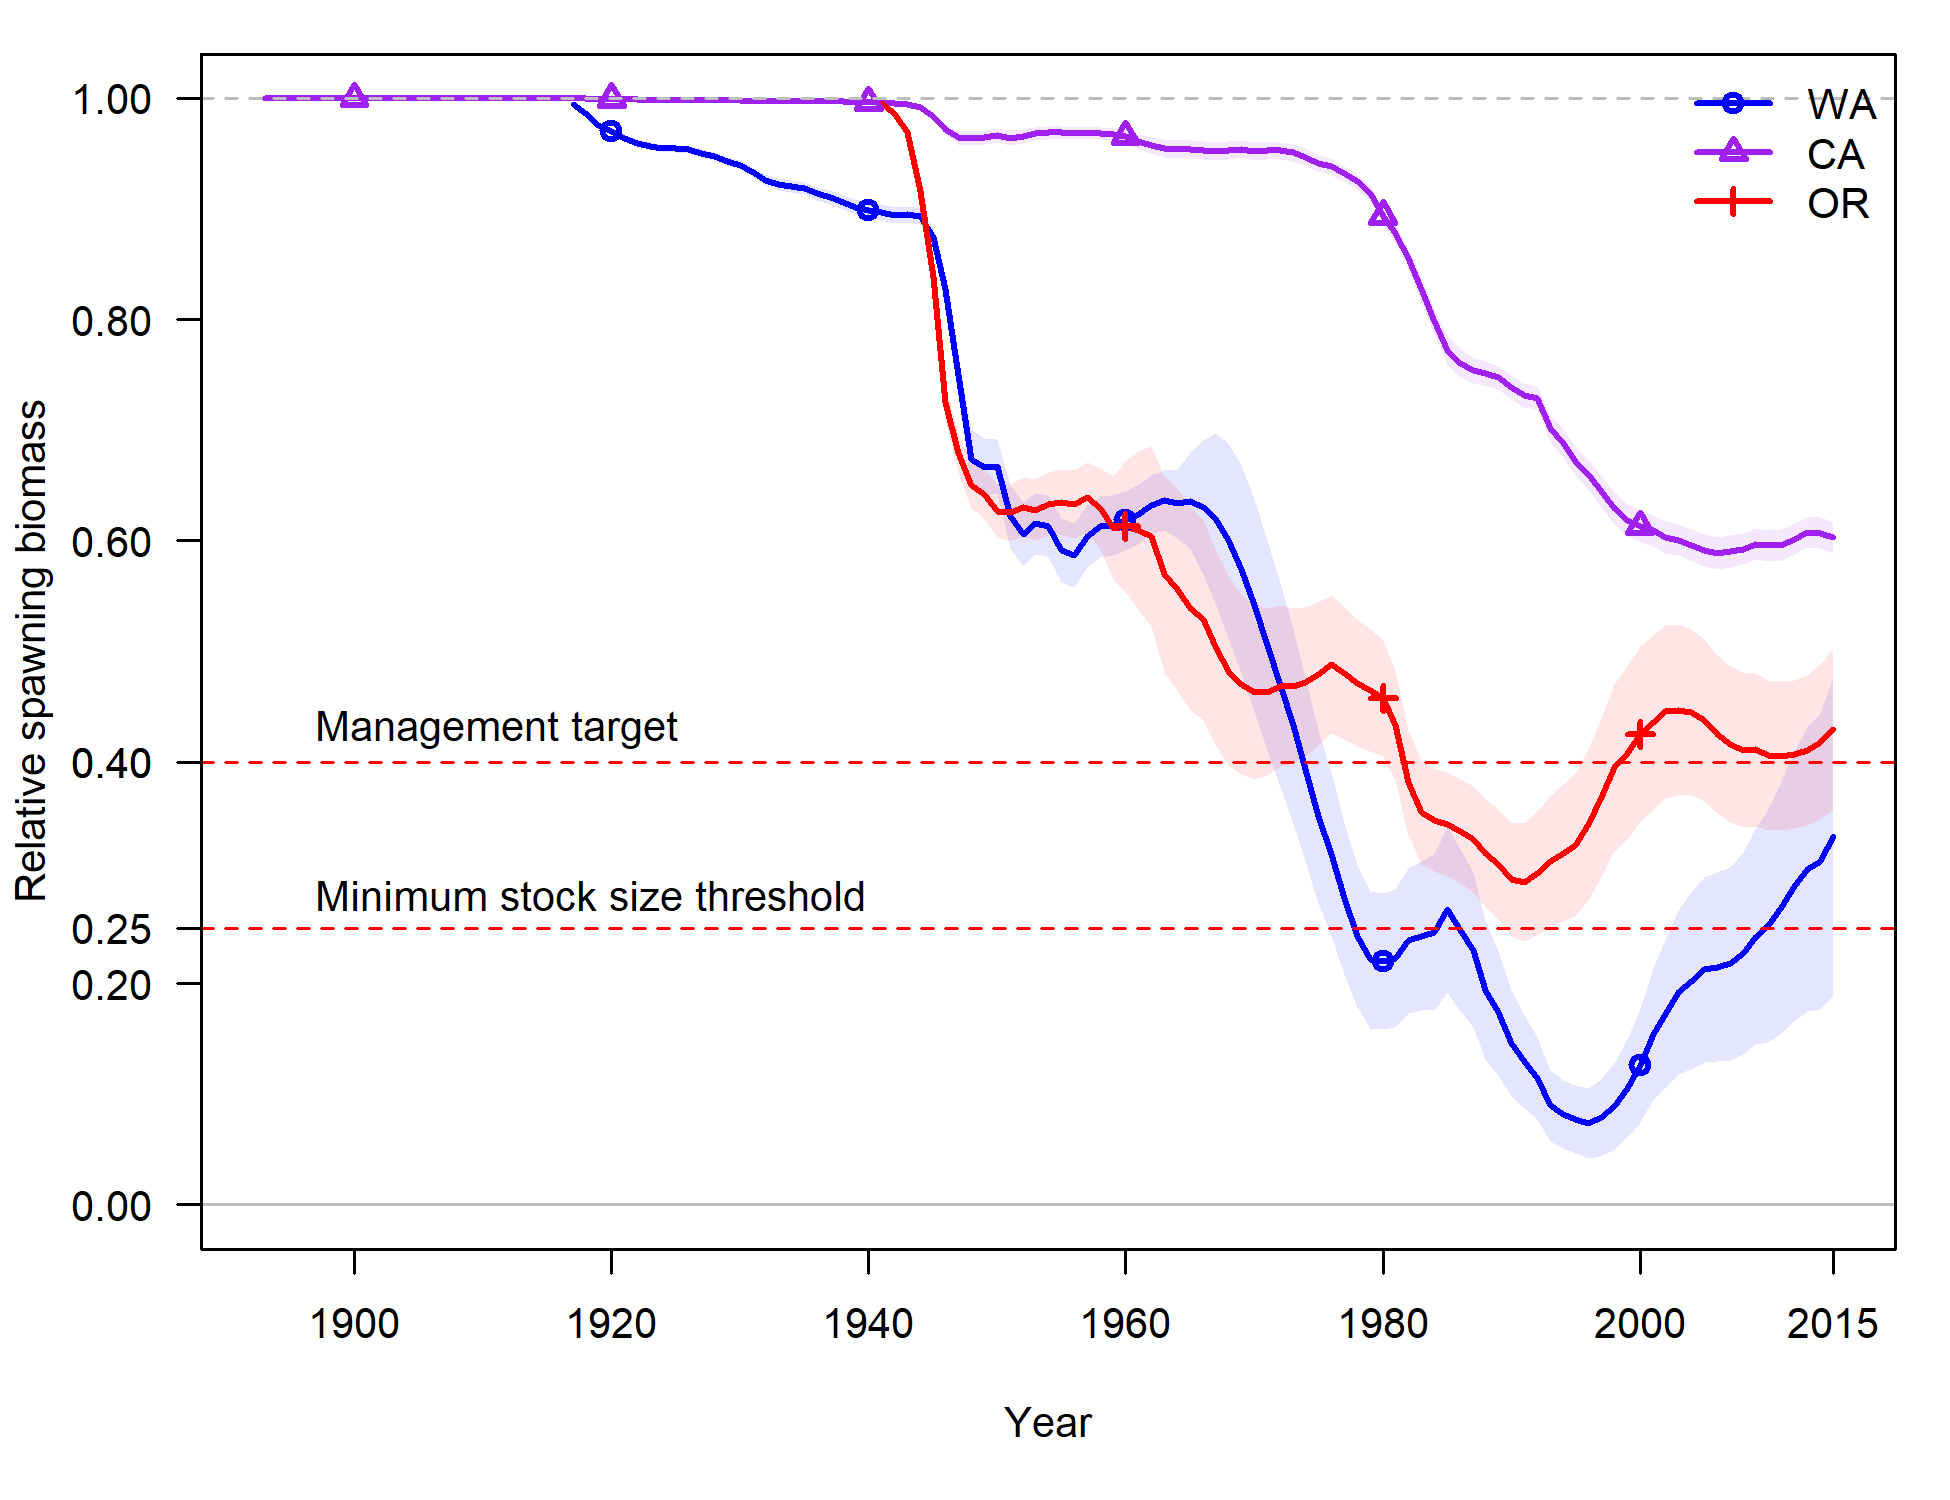 WA
CA
OR
1.00
0.80
0.60
0.40
0.25
0.20
0.00
Relative spawning biomass
Management target
Minimum stock size threshold
1900
1920
1940
1960
1980
2000
2015
Year